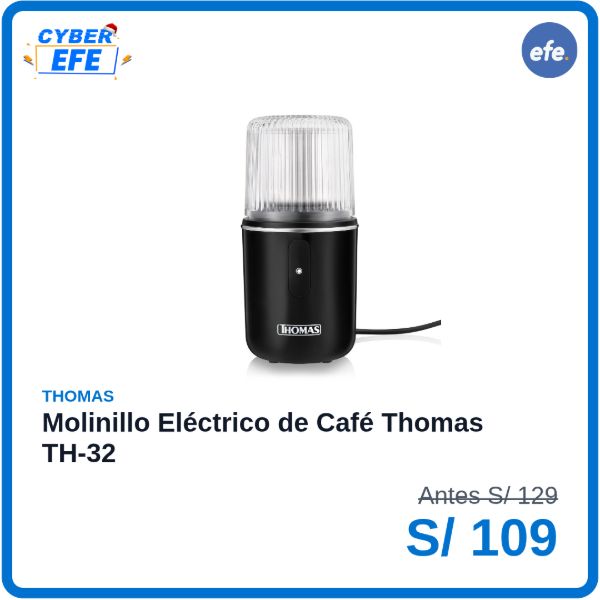 CYBER
EFE
efe.
THOMAS
THOMAS
Molinillo Eléctrico de Café Thomas
TH-32
Antes S/ 129
S/ 109